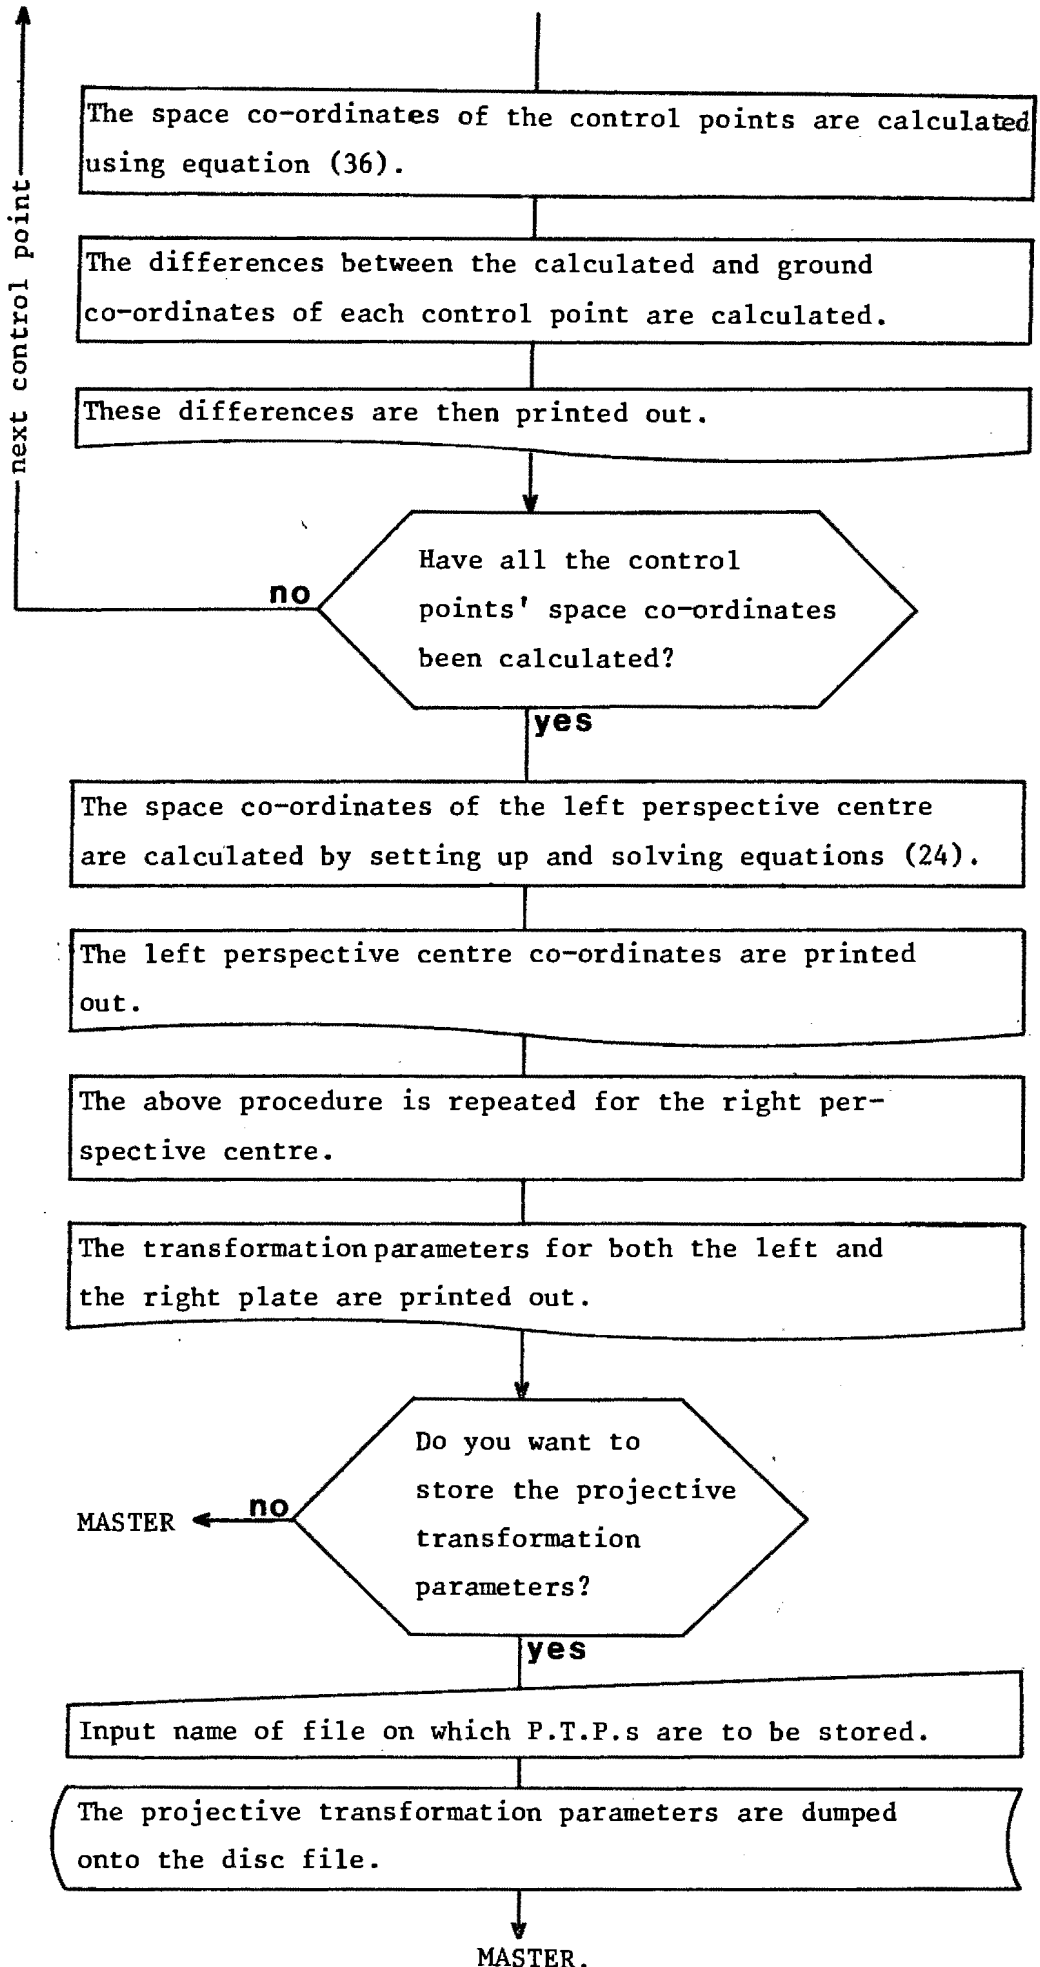 The space co-ordinates of the control points are calculated
using equation (36).
next control point
The differences between the calculated and ground
co-ordinates of each control point are calculated.
These differences are then printed out.
Have all the control
points' space co-ordinates
been calculated?
no
yes
The space co-ordinates of the left perspective centre
are calculated by setting up and solving equations (24).
The left perspective centre co-ordinates are printed
out.
The above procedure is repeated for the right per-
spective centre.
The transformation parameters for both the left and
the right plate are printed out.
Do you want to
store the projective
transformation
parameters?
no
MASTER
yes
Input name of file on which P.T.P.s are to be stored.
The projective transformation parameters are dumped
onto the disc file.
MASTER.